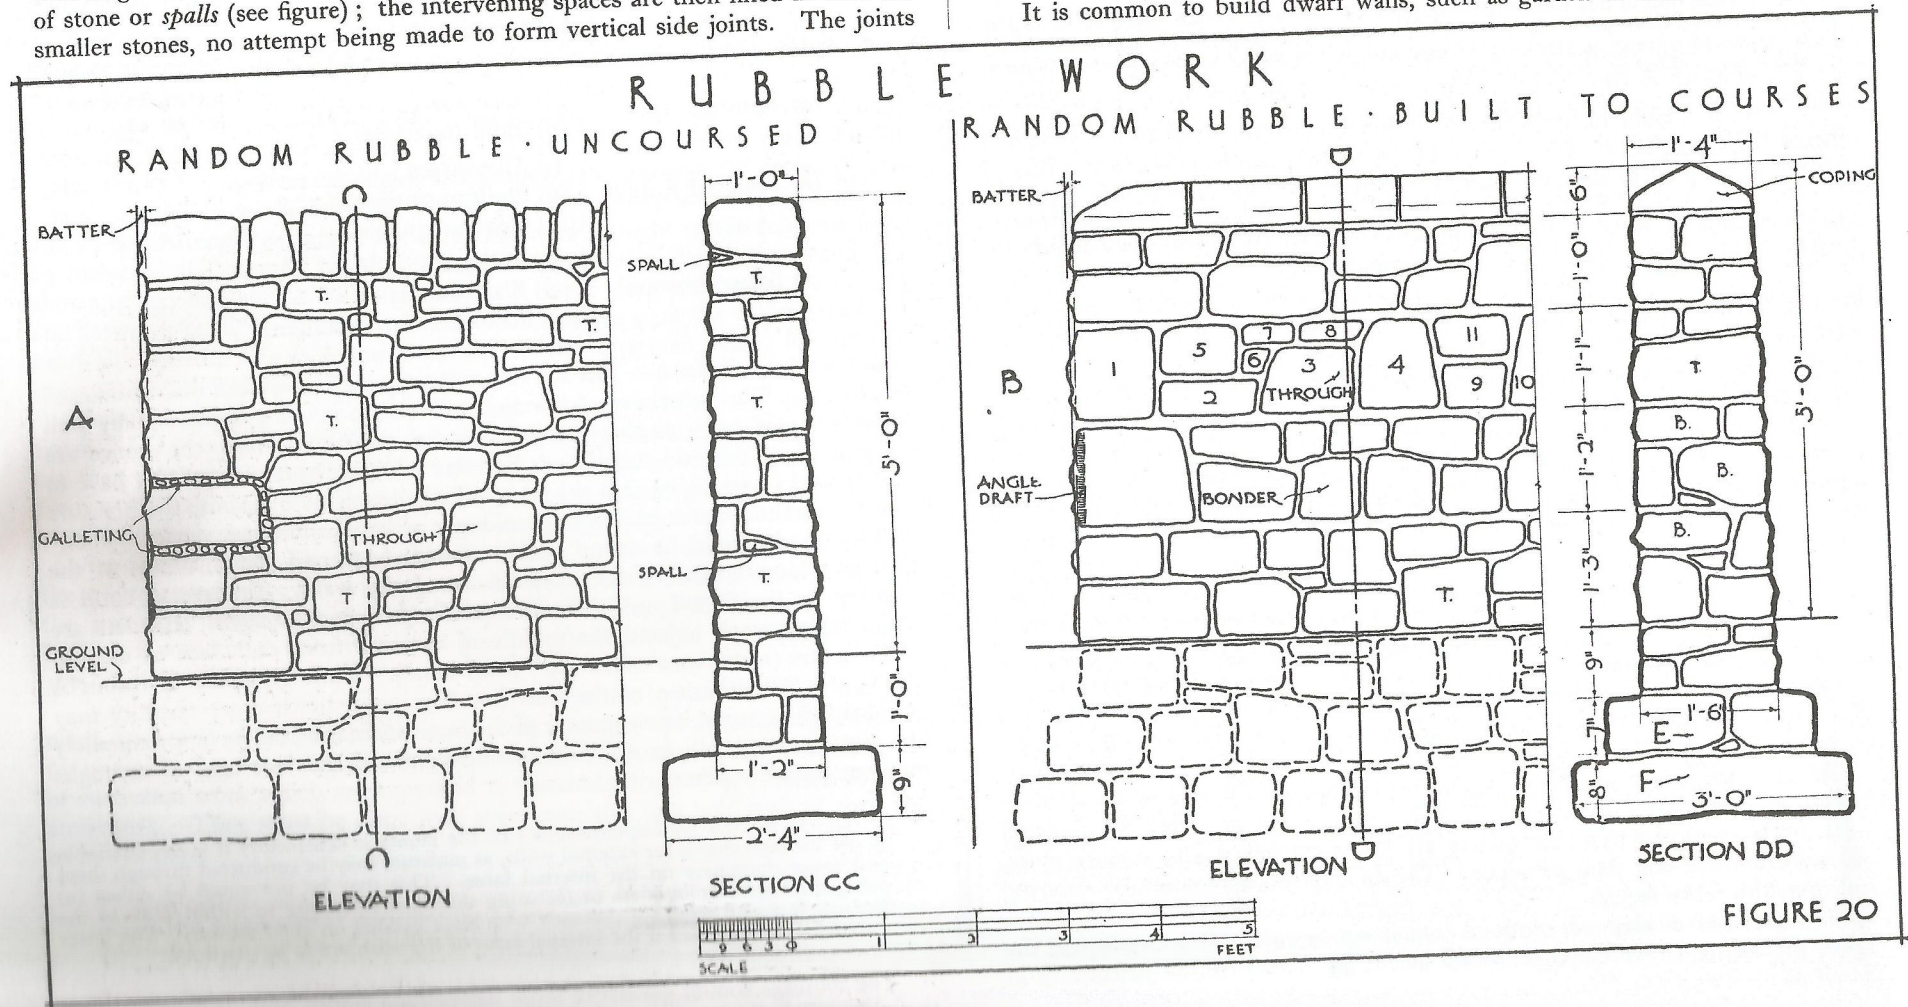 of stone or spalls (see figure) ; the intervening spaces are then
smaller stones, no attempt being made to form vertical side joints. The joints
It is common to build dwarf walls, such as
RUBBLE WORK
RANDOM RUBBLE · UNCOURSED
BATTER
T.
T.
A
T.
GALLETING
THROUGH
T
GROUND LEVEL
C
C
ELEVATION
1'-0"
SPALL
T.
T.
SPALL
T.
5'-0"
1'-0"
9"
1'-2"
2'-4"
SECTION CC
RANDOM RUBBLE · BUILT TO COURSES
D
BATTER
B
1
5
7
8
11
6
3
4
THROUGH
2
9
10
ANGLE DRAFT
BONDER
T.
ELEVATION
D
1'-4"
COPING
6"
1'-0"
1'-1"
T.
1'-2"
B.
B.
5'-0"
1'-3"
B.
9"
1'-6"
7"
E
8"
F
3'-0"
SECTION DD
9 6 3 0 1 2 3 4 5
SCALE
FEET
FIGURE 20